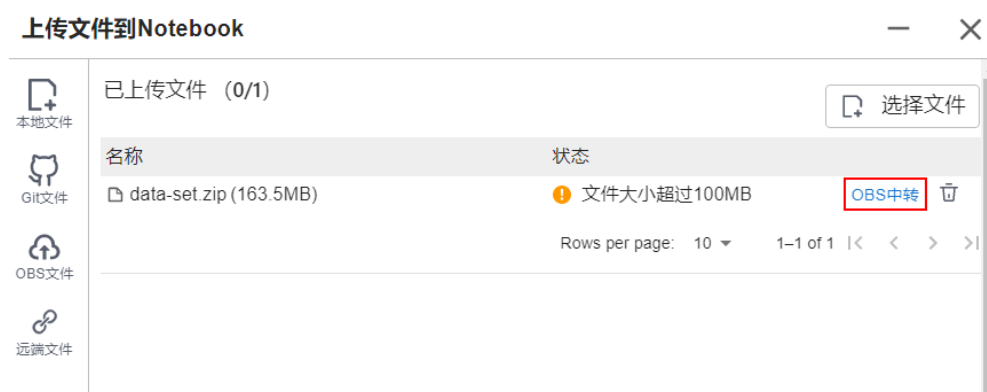 上传文件到Notebook
已上传文件 （0/1）
选择文件
本地文件
名称 状态
data-set.zip (163.5MB) 文件大小超过100MB OBS中转
Git文件
Rows per page: 10 1–1 of 1
OBS文件
远端文件